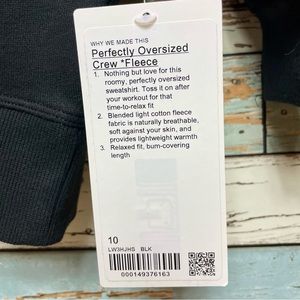 WHY WE MADE THIS
Perfectly Oversized
Crew *Fleece
1. Nothing but love for this
roomy, perfectly oversized
sweatshirt. Toss it on after
your workout for that
time-to-relax fit
2. Blended light cotton fleece
fabric is naturally breathable,
soft against your skin, and
provides lightweight warmth
3. Relaxed fit, bum-covering
length
10
LW3HJHS BLK
000149376163